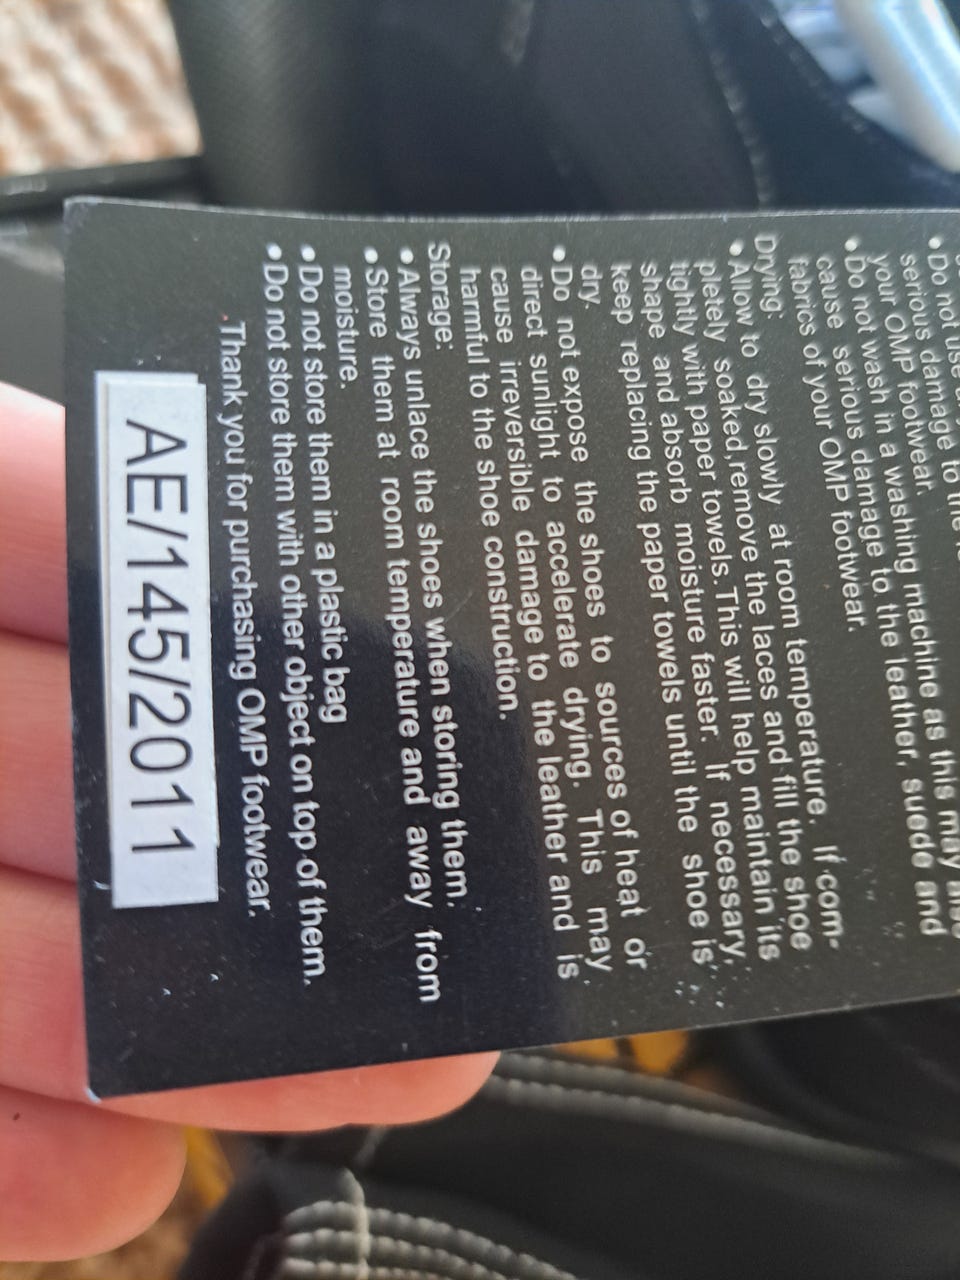 • Do not use
serious damage to the
your OMP footwear.
• Do not wash in a washing machine as this may
cause serious damage to the leather, suede and
fabrics of your OMP footwear.
Drying:
• Allow to dry slowly at room temperature. If com-
pletely soaked,remove the laces and fill the shoe
tightly with paper towels. This will help maintain its
shape and absorb moisture faster. If necessary,
keep replacing the paper towels until the shoe is
dry.
• Do not expose the shoes to sources of heat or
direct sunlight to accelerate drying. This may
cause irreversible damage to the leather and is
harmful to the shoe construction.
Storage:
• Always unlace the shoes when storing them.
• Store them at room temperature and away from
moisture.
• Do not store them in a plastic bag
• Do not store them with other object on top of them.
Thank you for purchasing OMP footwear.
AE/145/2011